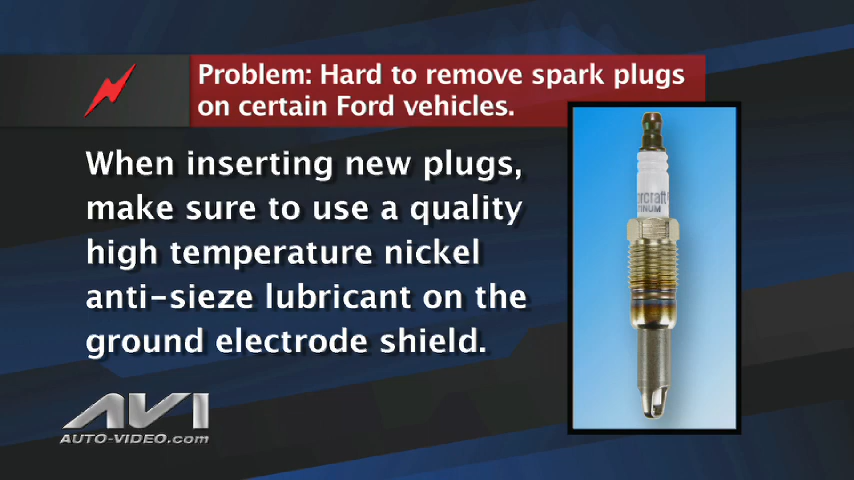 Problem: Hard to remove spark plugs
on certain Ford vehicles.
When inserting new plugs,
make sure to use a quality
high temperature nickel
anti-sieze lubricant on the
ground electrode shield.
AVI
AUTO-VIDEO.com